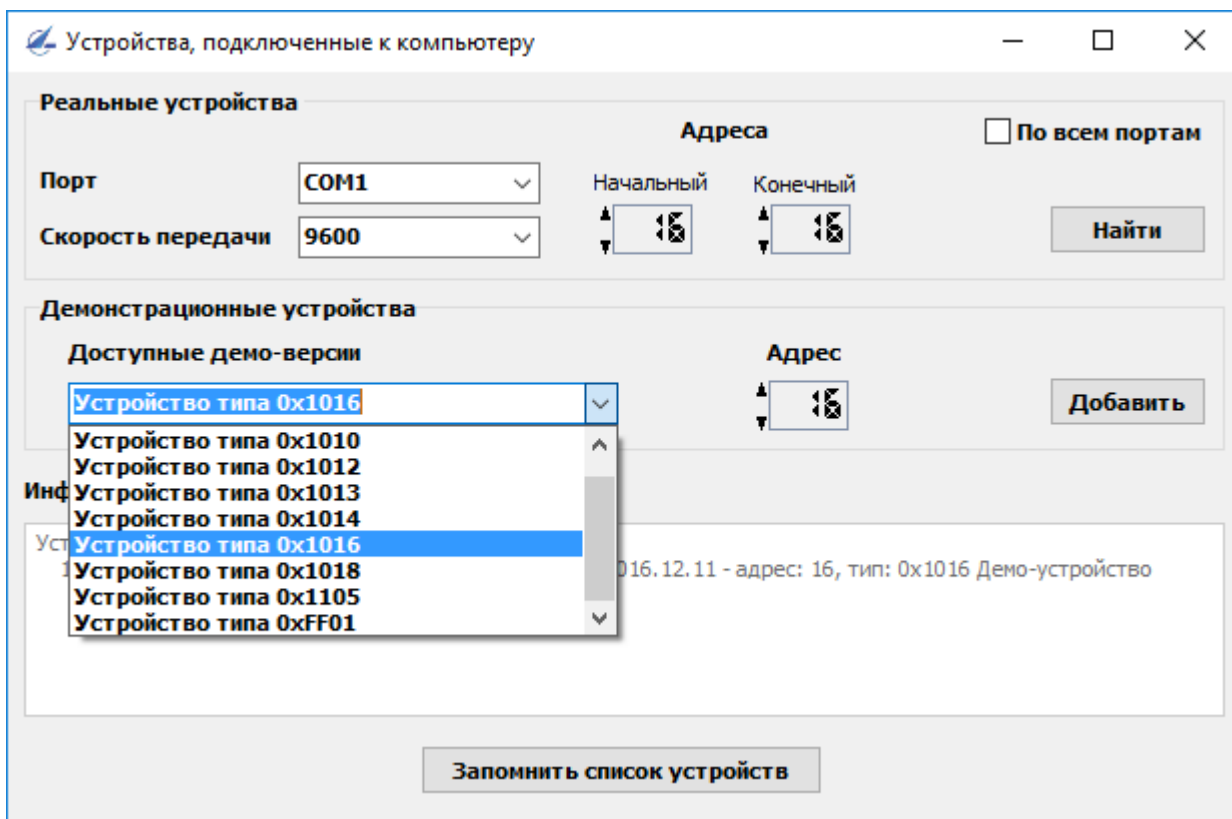 Устройства, подключенные к компьютеру
Реальные устройства
Адреса
По всем портам
Порт
COM1
Начальный
Конечный
Скорость передачи
9600
16
16
Найти
Демонстрационные устройства
Доступные демо-версии
Адрес
Устройство типа 0x1016
16
Добавить
Устройство типа 0x1010
Устройство типа 0x1012
Устройство типа 0x1013
Устройство типа 0x1014
Устройство типа 0x1016
Устройство типа 0x1018
016.12.11 - адрес: 16, тип: 0x1016 Демо-устройство
Устройство типа 0x1105
Устройство типа 0xFF01
Запомнить список устройств